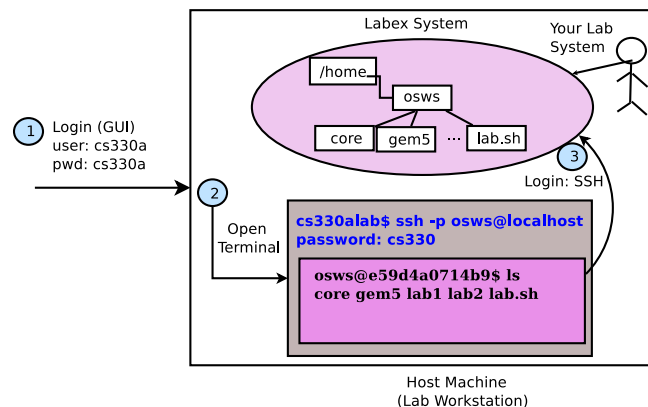 Labex System
Your Lab
System
/home
osws
core
gem5
...
lab.sh
1
Login (GUI)
user: cs330a
pwd: cs330a
2
Open
Terminal
3
Login: SSH
cs330alab$ ssh -p osws@localhost
password: cs330
osws@e59d4a0714b9$ ls
core gem5 lab1 lab2 lab.sh
Host Machine
(Lab Workstation)